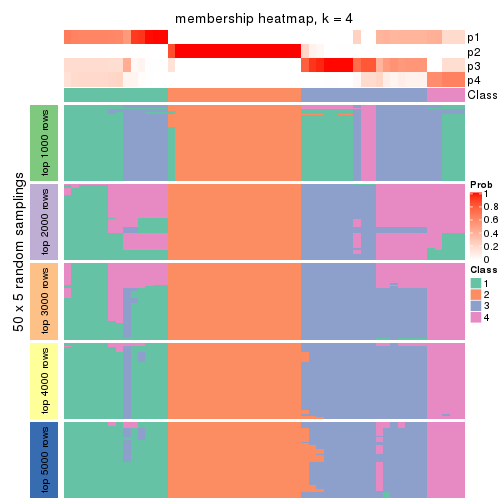 membership heatmap, k = 4
p1
p2
p3
p4
Class
50 x 5 random samplings
top 1000 rows
top 2000 rows
top 3000 rows
top 4000 rows
top 5000 rows
Prob
1
0.8
0.6
0.4
0.2
0
Class
1
2
3
4